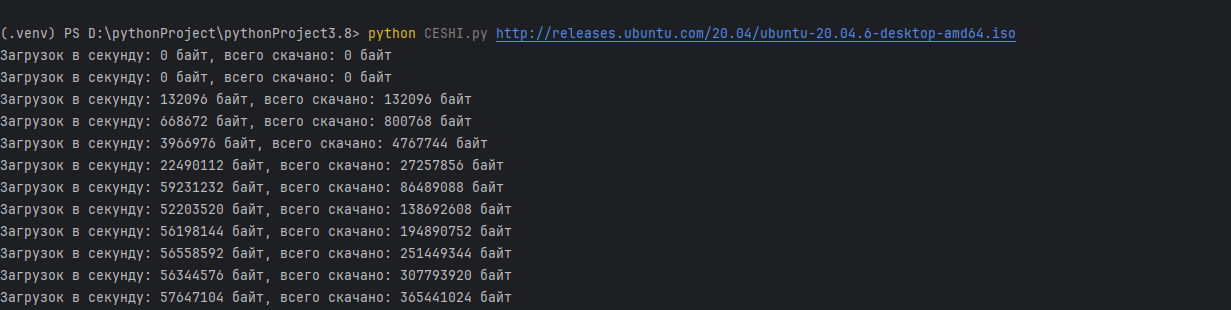 (.venv) PS D:\pythonProject\pythonProject3.8> python CESHI.py http://releases.ubuntu.com/20.04/ubuntu-20.04.6-desktop-amd64.iso
Загрузок в секунду: 0 байт, всего скачано: 0 байт
Загрузок в секунду: 0 байт, всего скачано: 0 байт
Загрузок в секунду: 132096 байт, всего скачано: 132096 байт
Загрузок в секунду: 668672 байт, всего скачано: 800768 байт
Загрузок в секунду: 3966976 байт, всего скачано: 4767744 байт
Загрузок в секунду: 22490112 байт, всего скачано: 27257856 байт
Загрузок в секунду: 59231232 байт, всего скачано: 86489088 байт
Загрузок в секунду: 52203520 байт, всего скачано: 138692608 байт
Загрузок в секунду: 56198144 байт, всего скачано: 194890752 байт
Загрузок в секунду: 56558592 байт, всего скачано: 251449344 байт
Загрузок в секунду: 56344576 байт, всего скачано: 307793920 байт
Загрузок в секунду: 57647104 байт, всего скачано: 365441024 байт